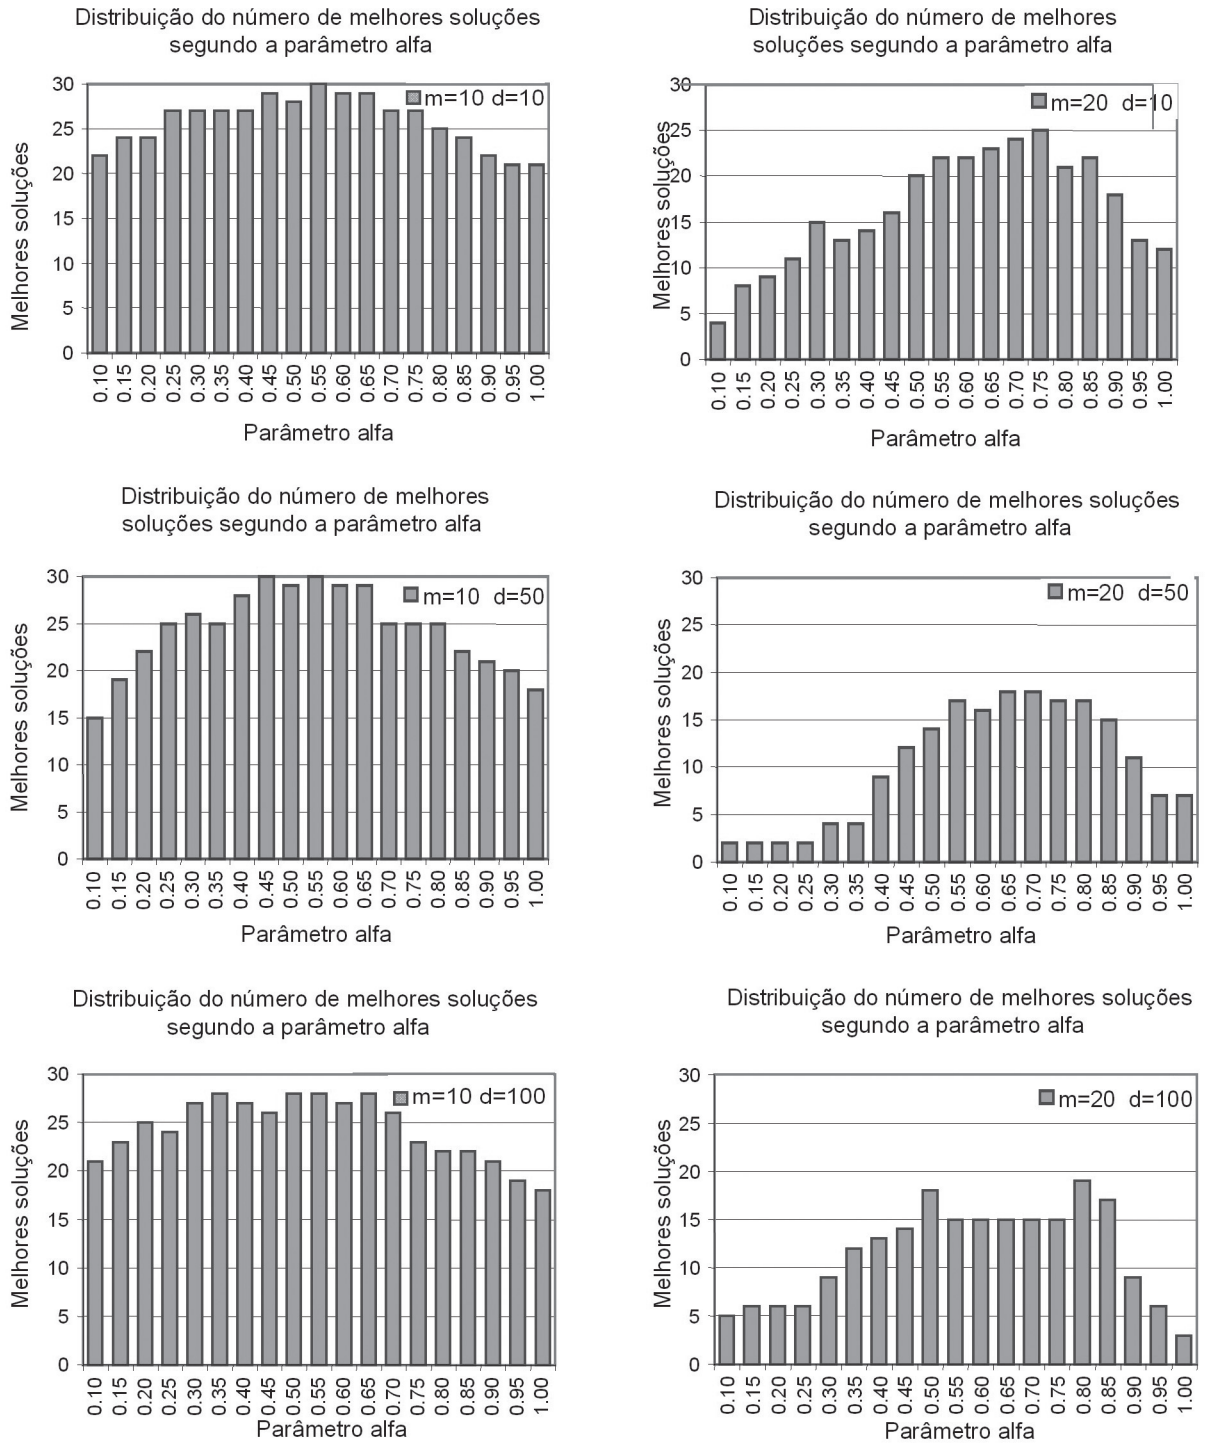 Distribuição do número de melhores soluções
segundo a parâmetro alfa
Melhores soluções
30
25
20
15
10
5
0
m=10 d=10
0.10 0.15 0.20 0.25 0.30 0.35 0.40 0.45 0.50 0.55 0.60 0.65 0.70 0.75 0.80 0.85 0.90 0.95 1.00
Parâmetro alfa
Distribuição do número de melhores
soluções segundo a parâmetro alfa
Melhores soluções
30
25
20
15
10
5
0
m=20 d=10
0.10 0.15 0.20 0.25 0.30 0.35 0.40 0.45 0.50 0.55 0.60 0.65 0.70 0.75 0.80 0.85 0.90 0.95 1.00
Parâmetro alfa
Distribuição do número de melhores
soluções segundo a parâmetro alfa
Melhores soluções
30
25
20
15
10
5
0
m=10 d=50
0.10 0.15 0.20 0.25 0.30 0.35 0.40 0.45 0.50 0.55 0.60 0.65 0.70 0.75 0.80 0.85 0.90 0.95 1.00
Parâmetro alfa
Distribuição do número de melhores soluções
segundo a parâmetro alfa
Melhores soluções
30
25
20
15
10
5
0
m=20 d=50
0.10 0.15 0.20 0.25 0.30 0.35 0.40 0.45 0.50 0.55 0.60 0.65 0.70 0.75 0.80 0.85 0.90 0.95 1.00
Parâmetro alfa
Distribuição do número de melhores soluções
segundo a parâmetro alfa
Melhores soluções
30
25
20
15
10
5
0
m=10 d=100
0.10 0.15 0.20 0.25 0.30 0.35 0.40 0.45 0.50 0.55 0.60 0.65 0.70 0.75 0.80 0.85 0.90 0.95 1.00
Parâmetro alfa
Distribuição do número de melhores soluções
segundo a parâmetro alfa
Melhores soluções
30
25
20
15
10
5
0
m=20 d=100
0.10 0.15 0.20 0.25 0.30 0.35 0.40 0.45 0.50 0.55 0.60 0.65 0.70 0.75 0.80 0.85 0.90 0.95 1.00
Parâmetro alfa